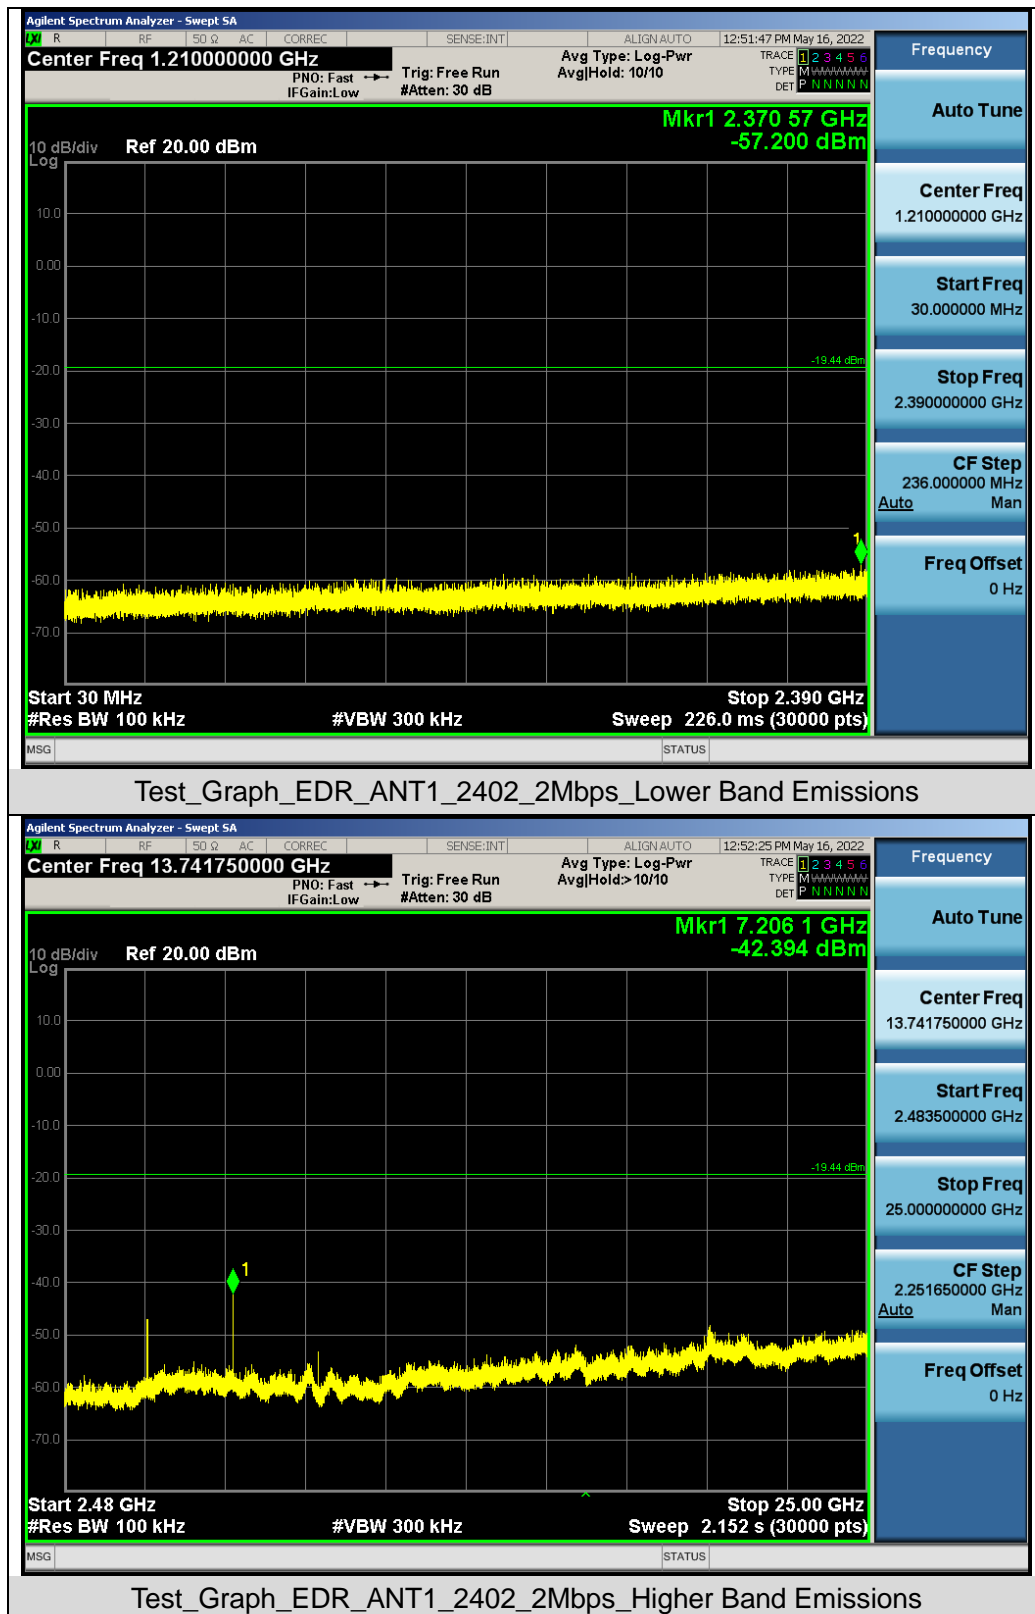 Agilent Spectrum Analyzer - Swept SA
LXI R RF 50 Ω AC CORREC SENSE:INT ALIGN AUTO 12:51:47 PM May 16, 2022
Center Freq 1.210000000 GHz
PNO: Fast
IFGain:Low
Trig: Free Run
#Atten: 30 dB
Avg Type: Log-Pwr
Avg|Hold: 10/10
TRACE 1 2 3 4 5 6
TYPE M
DET P N N N N N
Mkr1 2.370 57 GHz
-57.200 dBm
10 dB/div Ref 20.00 dBm
Log
10.0
0.00
-10.0
-19.44 dBm
-20.0
-30.0
-40.0
-50.0
1
-60.0
-70.0
Start 30 MHz Stop 2.390 GHz
#Res BW 100 kHz #VBW 300 kHz Sweep 226.0 ms (30000 pts)
MSG STATUS
Frequency
Auto Tune
Center Freq
1.210000000 GHz
Start Freq
30.000000 MHz
Stop Freq
2.390000000 GHz
CF Step
236.000000 MHz
Auto Man
Freq Offset
0 Hz
Test_Graph_EDR_ANT1_2402_2Mbps_Lower Band Emissions
Agilent Spectrum Analyzer - Swept SA
LXI R RF 50 Ω AC CORREC SENSE:INT ALIGN AUTO 12:52:25 PM May 16, 2022
Center Freq 13.741750000 GHz
PNO: Fast
IFGain:Low
Trig: Free Run
#Atten: 30 dB
Avg Type: Log-Pwr
Avg|Hold:> 10/10
TRACE 1 2 3 4 5 6
TYPE M
DET P N N N N N
Mkr1 7.206 1 GHz
-42.394 dBm
10 dB/div Ref 20.00 dBm
Log
10.0
0.00
-10.0
-19.44 dBm
-20.0
-30.0
1
-40.0
-50.0
-60.0
-70.0
Start 2.48 GHz Stop 25.00 GHz
#Res BW 100 kHz #VBW 300 kHz Sweep 2.152 s (30000 pts)
MSG STATUS
Frequency
Auto Tune
Center Freq
13.741750000 GHz
Start Freq
2.483500000 GHz
Stop Freq
25.000000000 GHz
CF Step
2.251650000 GHz
Auto Man
Freq Offset
0 Hz
Test_Graph_EDR_ANT1_2402_2Mbps_Higher Band Emissions